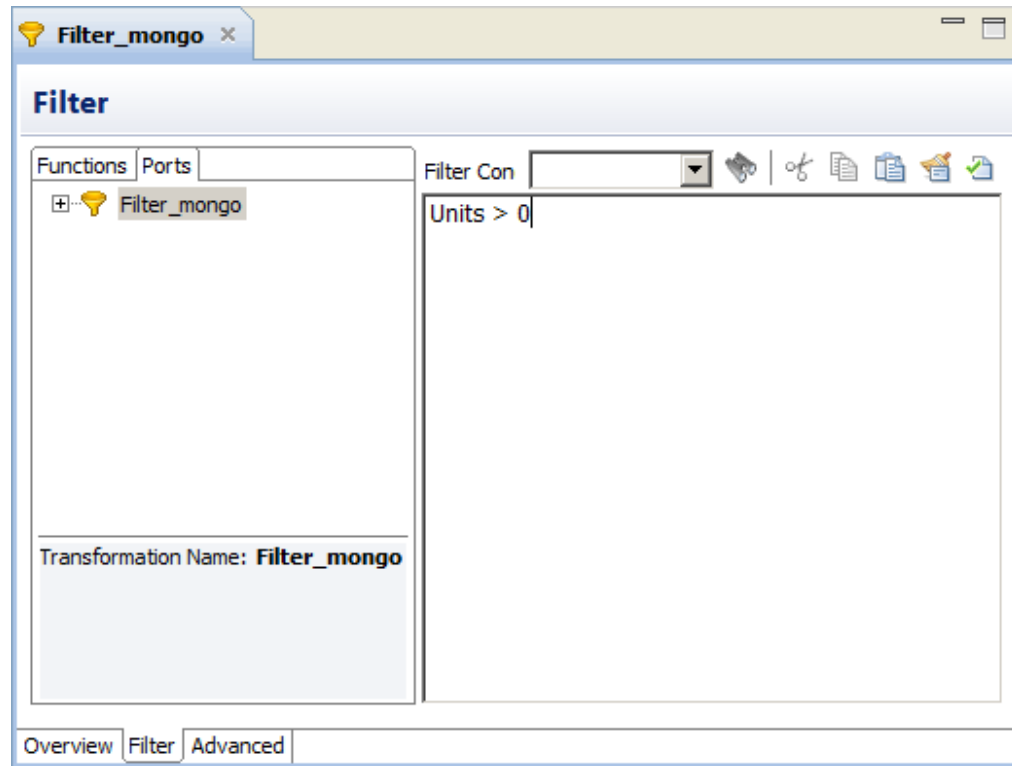 Filter_mongo
Filter
Functions Ports
Filter Con
Filter_mongo
Units > 0
Transformation Name: Filter_mongo
Overview Filter Advanced